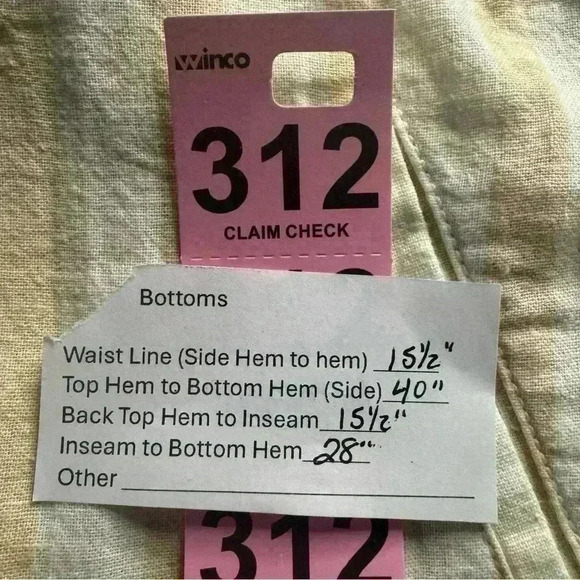 winco
312
CLAIM CHECK
Bottoms
Waist Line (Side Hem to hem) 15½"
Top Hem to Bottom Hem (Side) 40"
Back Top Hem to Inseam 15½"
Inseam to Bottom Hem 28"
Other
312